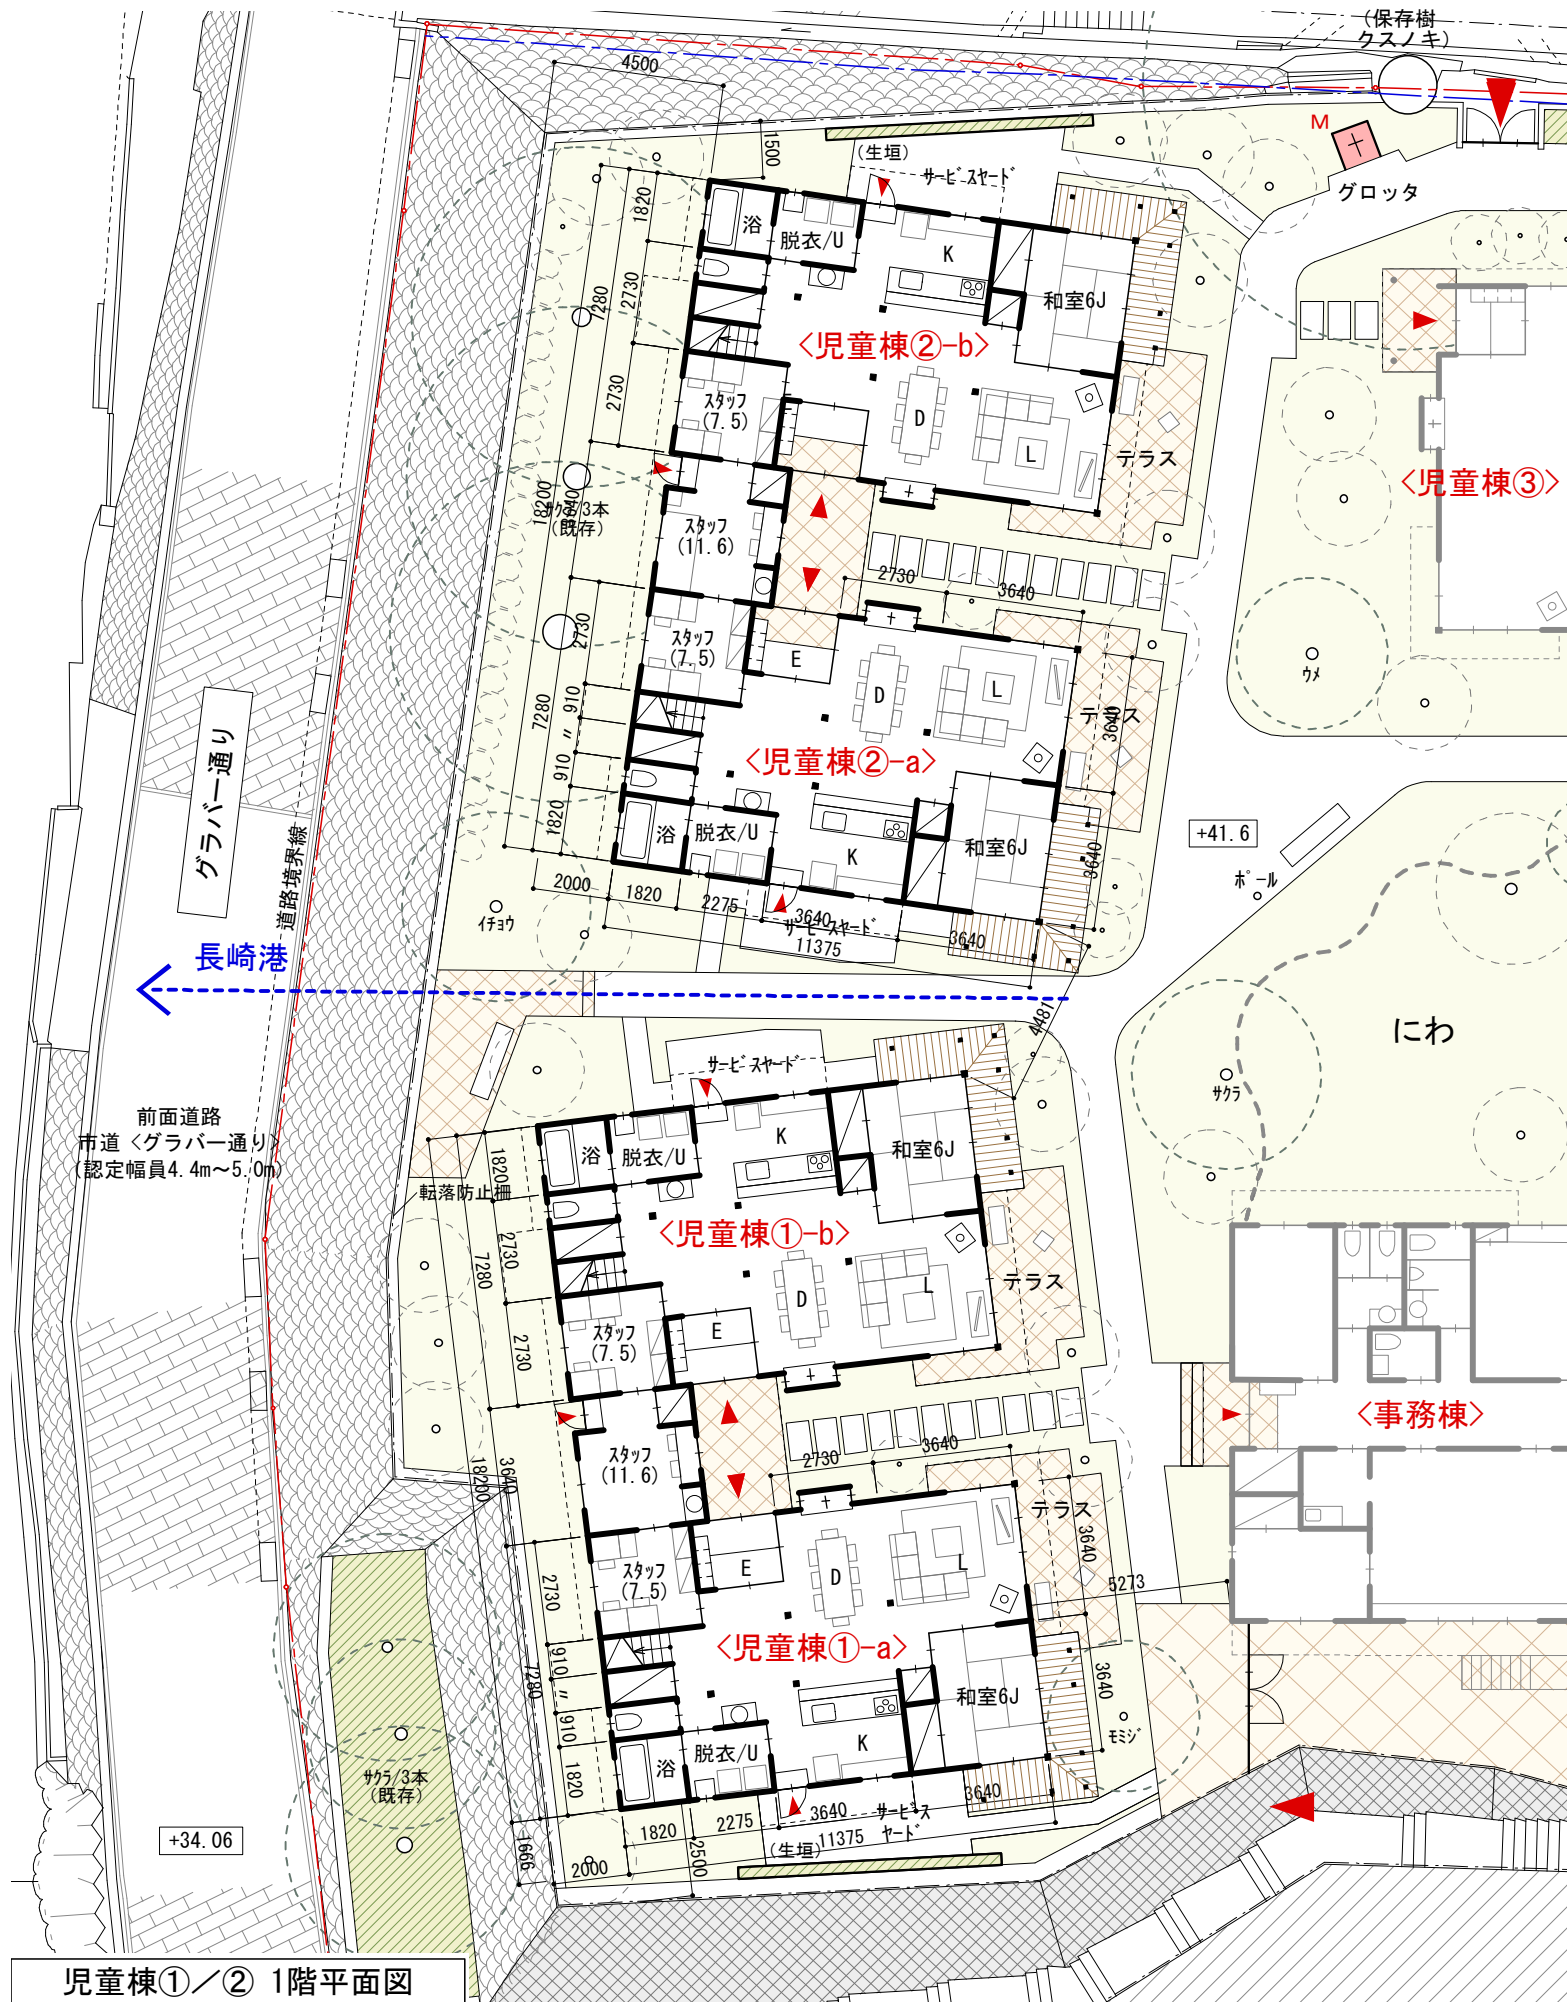 (保存樹
クスノキ)
4500
M
1500
(生垣)
サービスヤード
グロッタ
1820
浴
脱衣/U
K
7280
2730
和室6J
<児童棟②-b>
2730
スタッフ
(7.5)
D
L
テラス
<児童棟③>
18200
3640
サクラ/3本
(既存)
スタッフ
(11.6)
2730
3640
2730
スタッフ
(7.5)
E
ウメ
D
L
910
テラス
3640
7280
〃
グラバー通り
910
<児童棟②-a>
1820
浴
脱衣/U
K
和室6J
3640
+41.6
道路境界線
ポール
2000
1820
2275
3640
サービスヤード
11375
3640
イチョウ
長崎港
4481
にわ
サービスヤード
サクラ
前面道路
市道<グラバー通り>
(認定幅員4.4m～5.0m)
1820
浴
脱衣/U
K
和室6J
転落防止柵
2730
7280
<児童棟①-b>
テラス
D
L
2730
スタッフ
(7.5)
E
<事務棟>
スタッフ
(11.6)
2730
3640
18200
3640
テラス
3640
2730
スタッフ
(7.5)
E
D
L
5273
910
7280
〃
<児童棟①-a>
3640
910
和室6J
モミジ
浴
脱衣/U
K
1820
サクラ/3本
(既存)
3640
サービス
ヤード
3640
2275
1820
11375
(生垣)
+34.06
1666
2000
2500
児童棟①／② 1階平面図